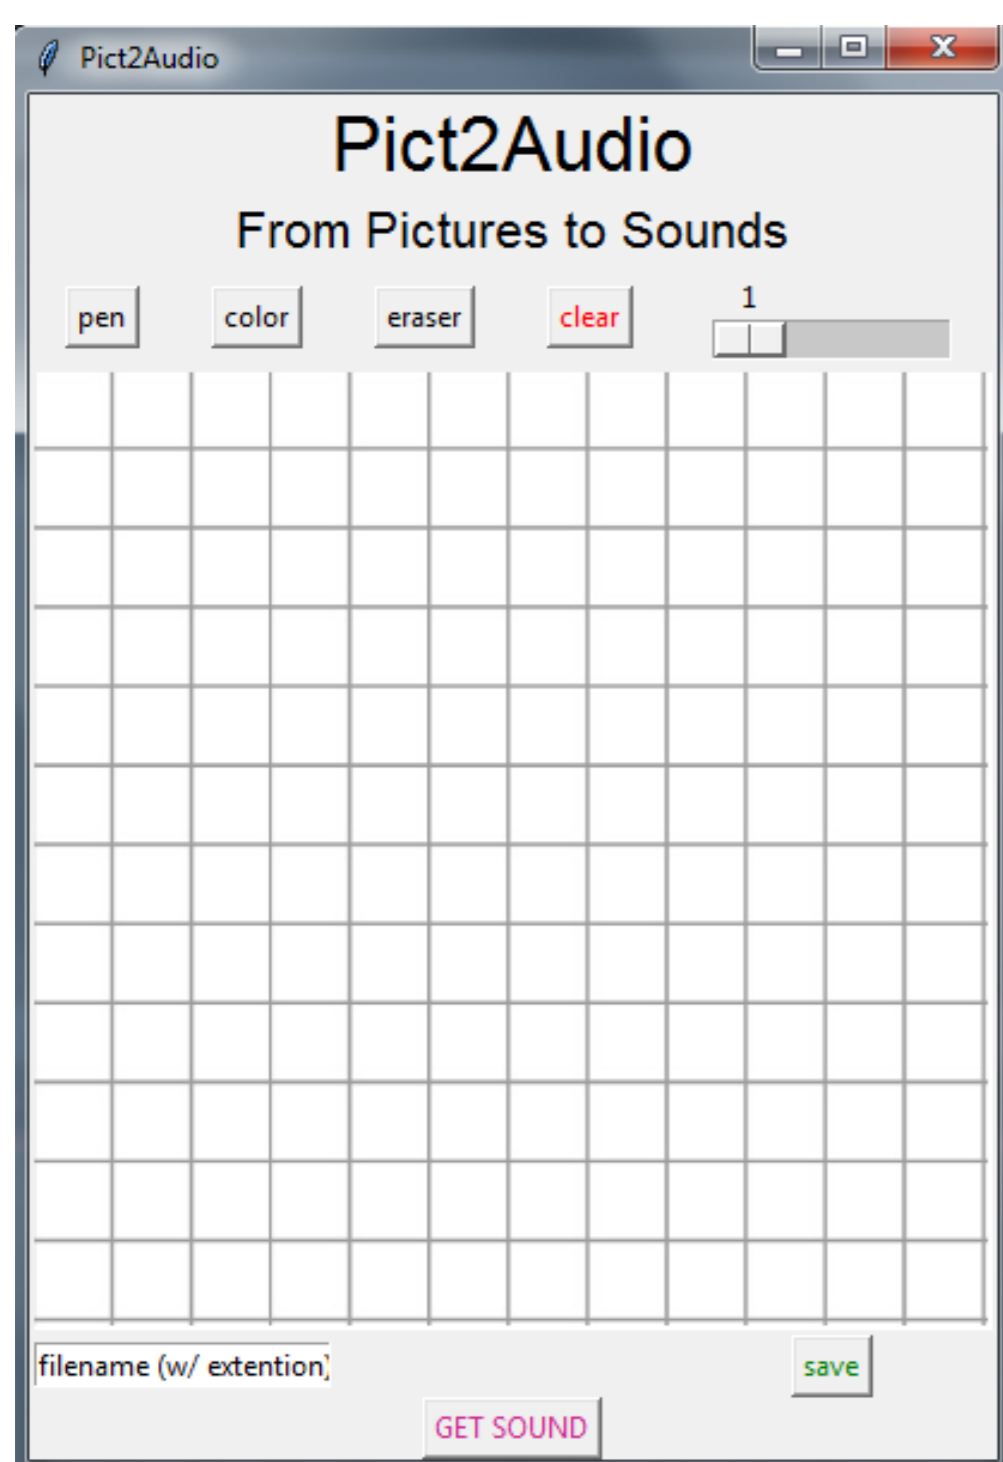 Pict2Audio
Pict2Audio
From Pictures to Sounds
pen color eraser clear 1
filename (w/ extention)
save
GET SOUND